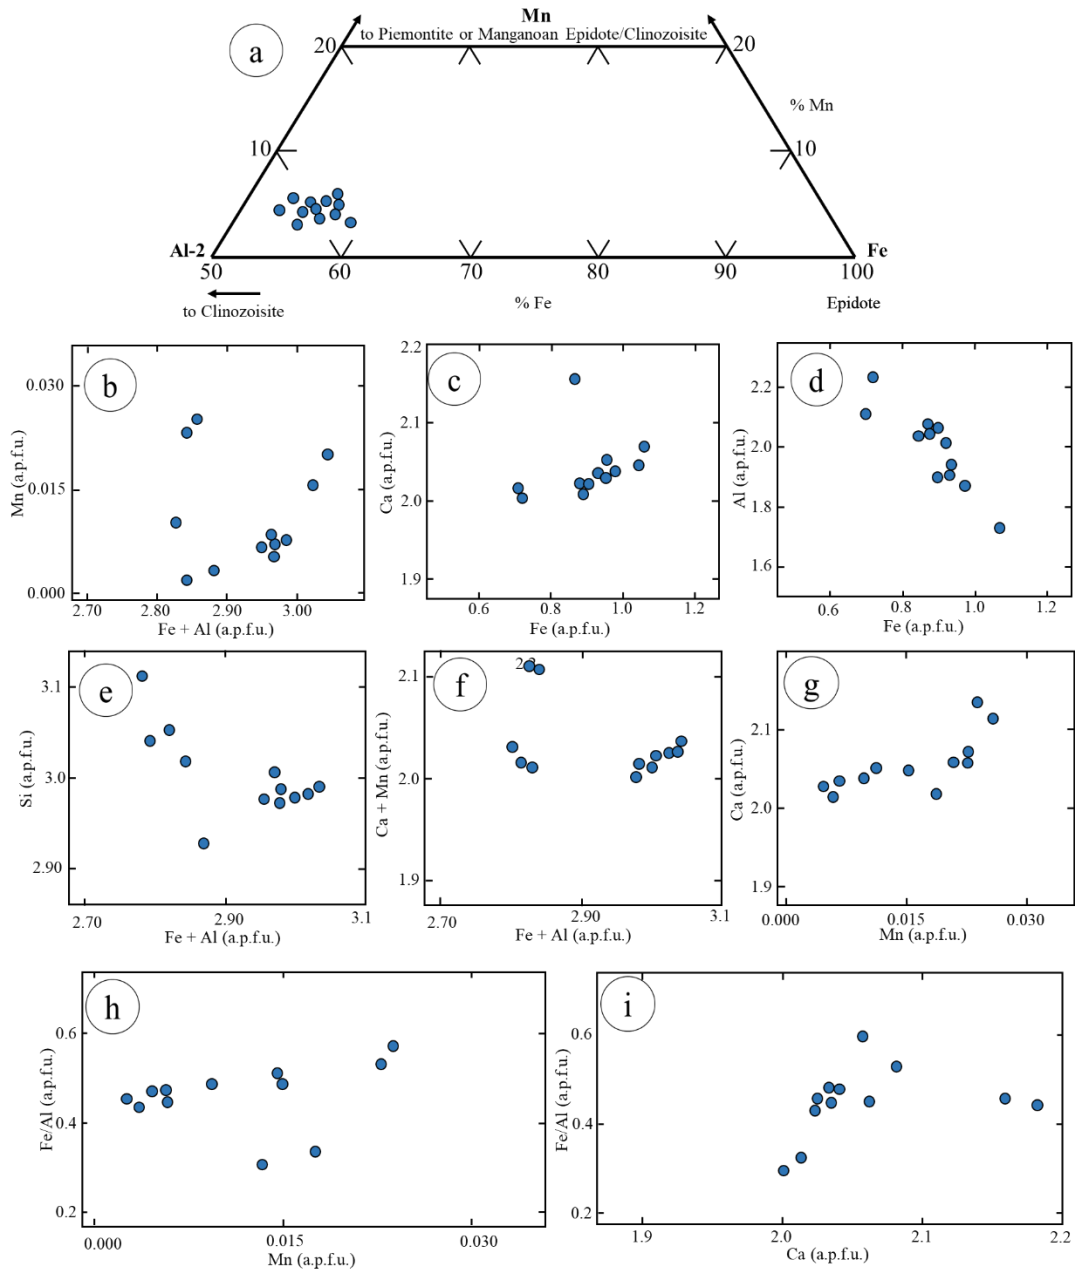 Mn
to Piemontite or Manganoan Epidote/Clinozoisite
20
20
a
% Mn
10
10
Al-2
Fe
50
60
70
80
90
100
to Clinozoisite
% Fe
Epidote
b
0.030
0.015
0.000
Mn (a.p.f.u.)
2.70
2.80
2.90
3.00
Fe + Al (a.p.f.u.)
c
2.2
2.1
2.0
1.9
Ca (a.p.f.u.)
0.6
0.8
1.0
1.2
Fe (a.p.f.u.)
d
2.2
2.0
1.8
1.6
Al (a.p.f.u.)
0.6
0.8
1.0
1.2
Fe (a.p.f.u.)
e
3.1
3.0
2.90
Si (a.p.f.u.)
2.70
2.90
3.1
Fe + Al (a.p.f.u.)
f
2.1
2.0
1.9
Ca + Mn (a.p.f.u.)
2.70
2.90
3.1
Fe + Al (a.p.f.u.)
g
2.1
2.0
1.9
Ca (a.p.f.u.)
0.000
0.015
0.030
Mn (a.p.f.u.)
h
0.6
0.4
0.2
Fe/Al (a.p.f.u.)
0.000
0.015
0.030
Mn (a.p.f.u.)
i
0.6
0.4
0.2
Fe/Al (a.p.f.u.)
1.9
2.0
2.1
2.2
Ca (a.p.f.u.)